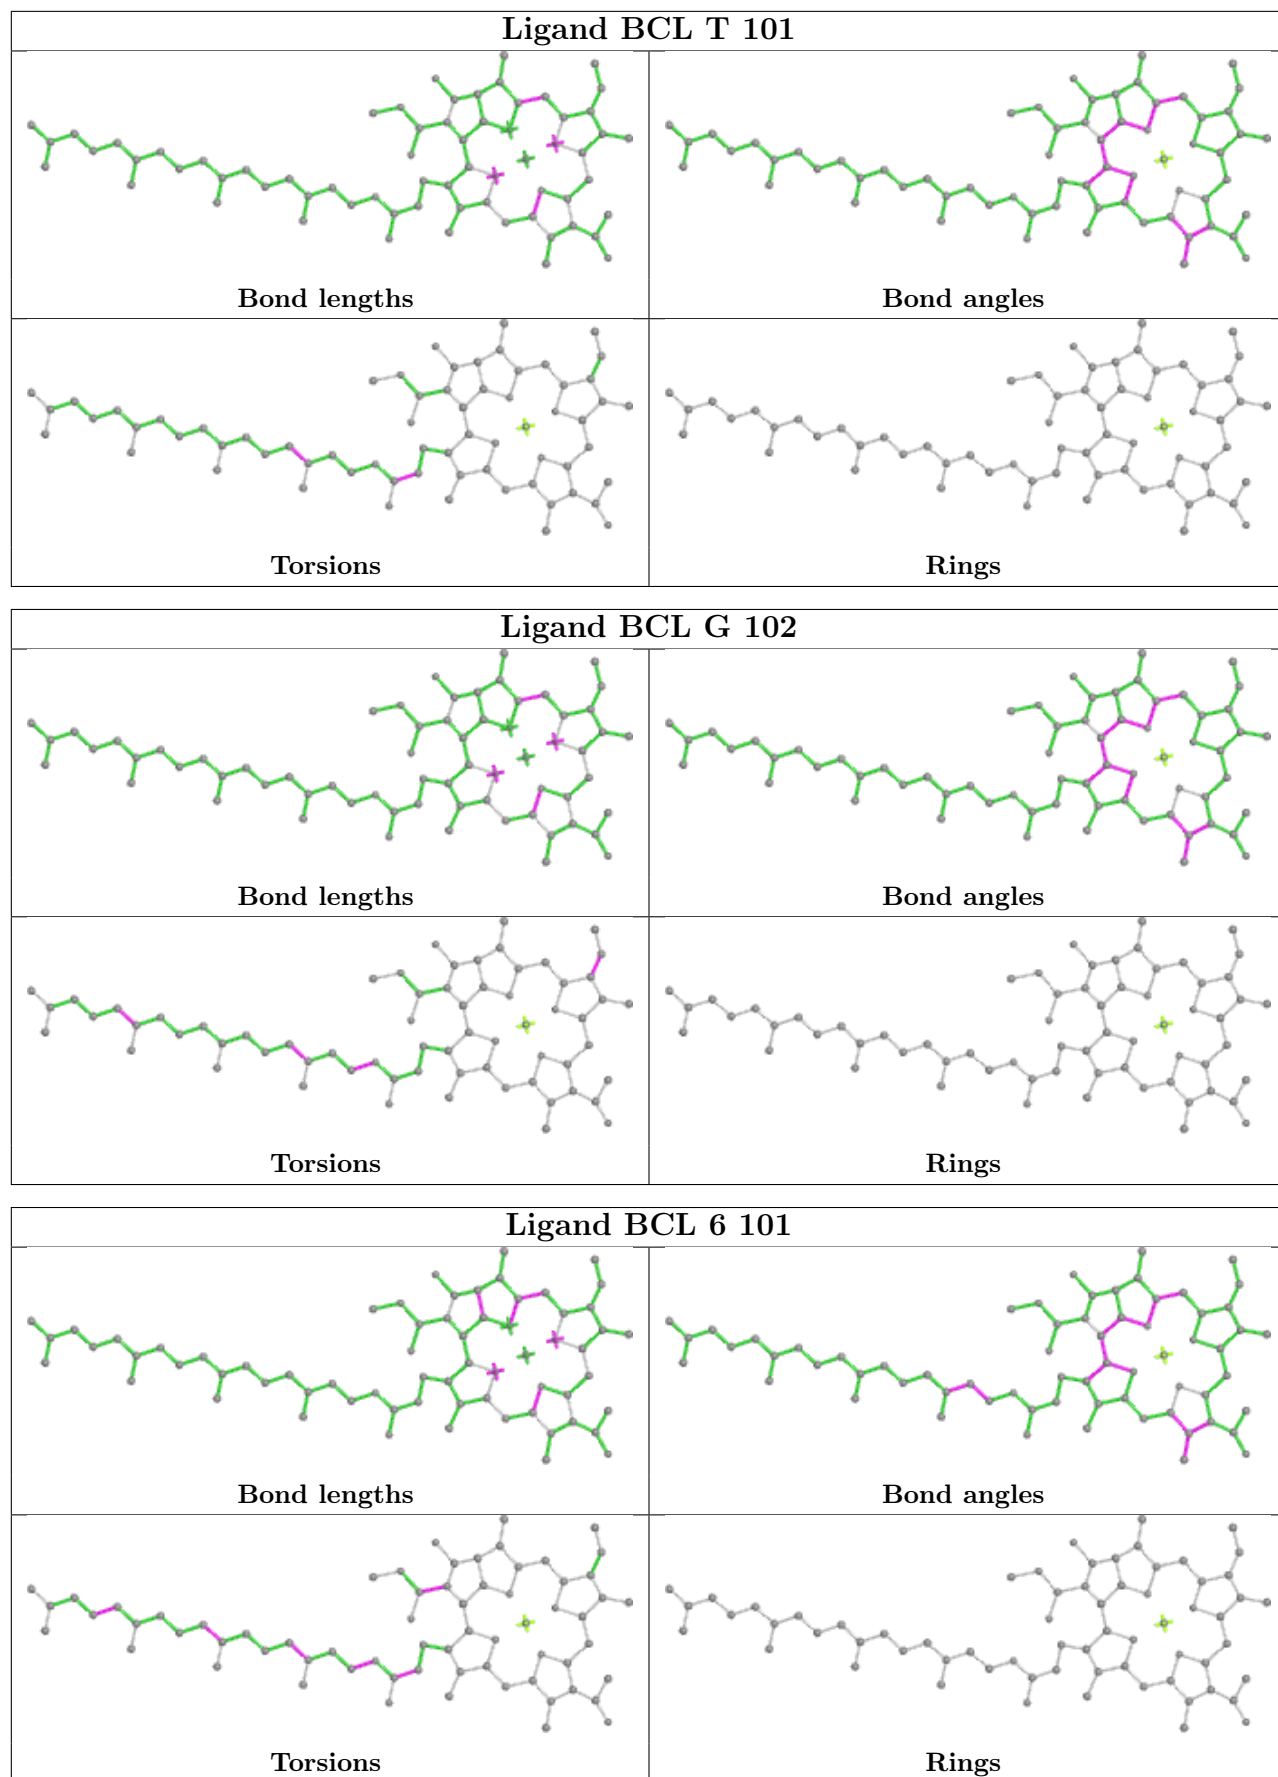 Ligand BCL T 101
Bond lengths
Bond angles
Torsions
Rings
Ligand BCL G 102
Bond lengths
Bond angles
Torsions
Rings
Ligand BCL 6 101
Bond lengths
Bond angles
Torsions
Rings